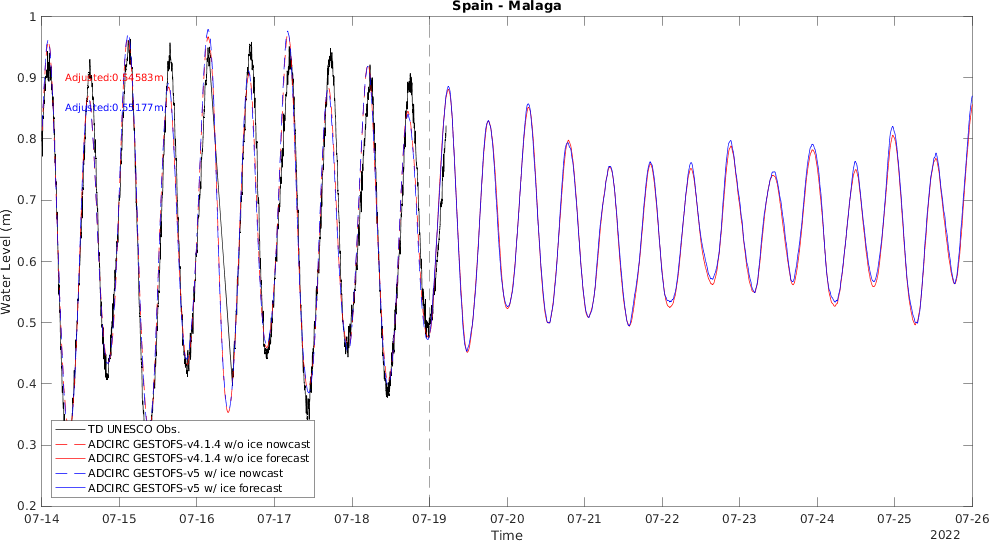 Spain - Malaga
1
0.9
0.8
0.7
0.6
0.5
0.4
0.3
0.2
Water Level (m)
Adjusted:0.54583m
Adjusted:0.55177m
TD UNESCO Obs.
ADCIRC GESTOFS-v4.1.4 w/o ice nowcast
ADCIRC GESTOFS-v4.1.4 w/o ice forecast
ADCIRC GESTOFS-v5 w/ ice nowcast
ADCIRC GESTOFS-v5 w/ ice forecast
07-14 07-15 07-16 07-17 07-18 07-19 07-20 07-21 07-22 07-23 07-24 07-25 07-26
Time
2022